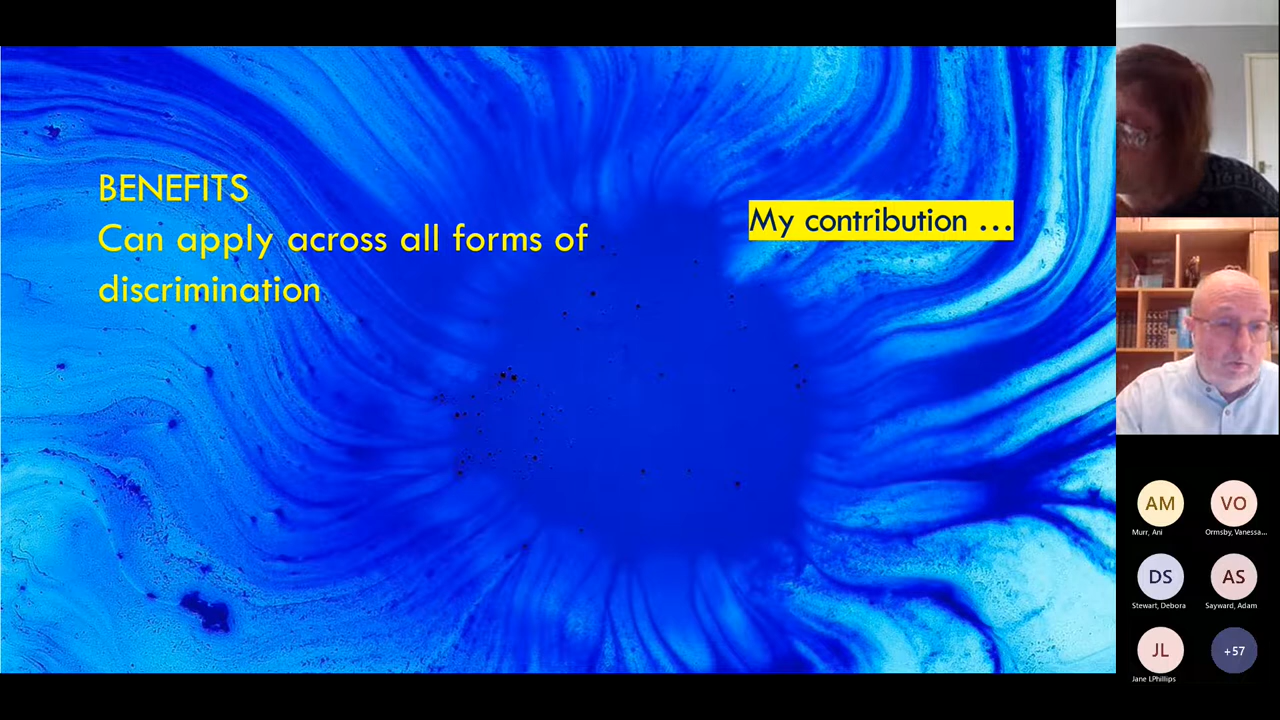 BENEFITS
Can apply across all forms of
discrimination
My contribution ...
AM
VO
Murr, Ani
Ormsby, Vanessa...
DS
AS
Stewart, Debora
Sayward, Adam
JL
+57
Jane LPhillips